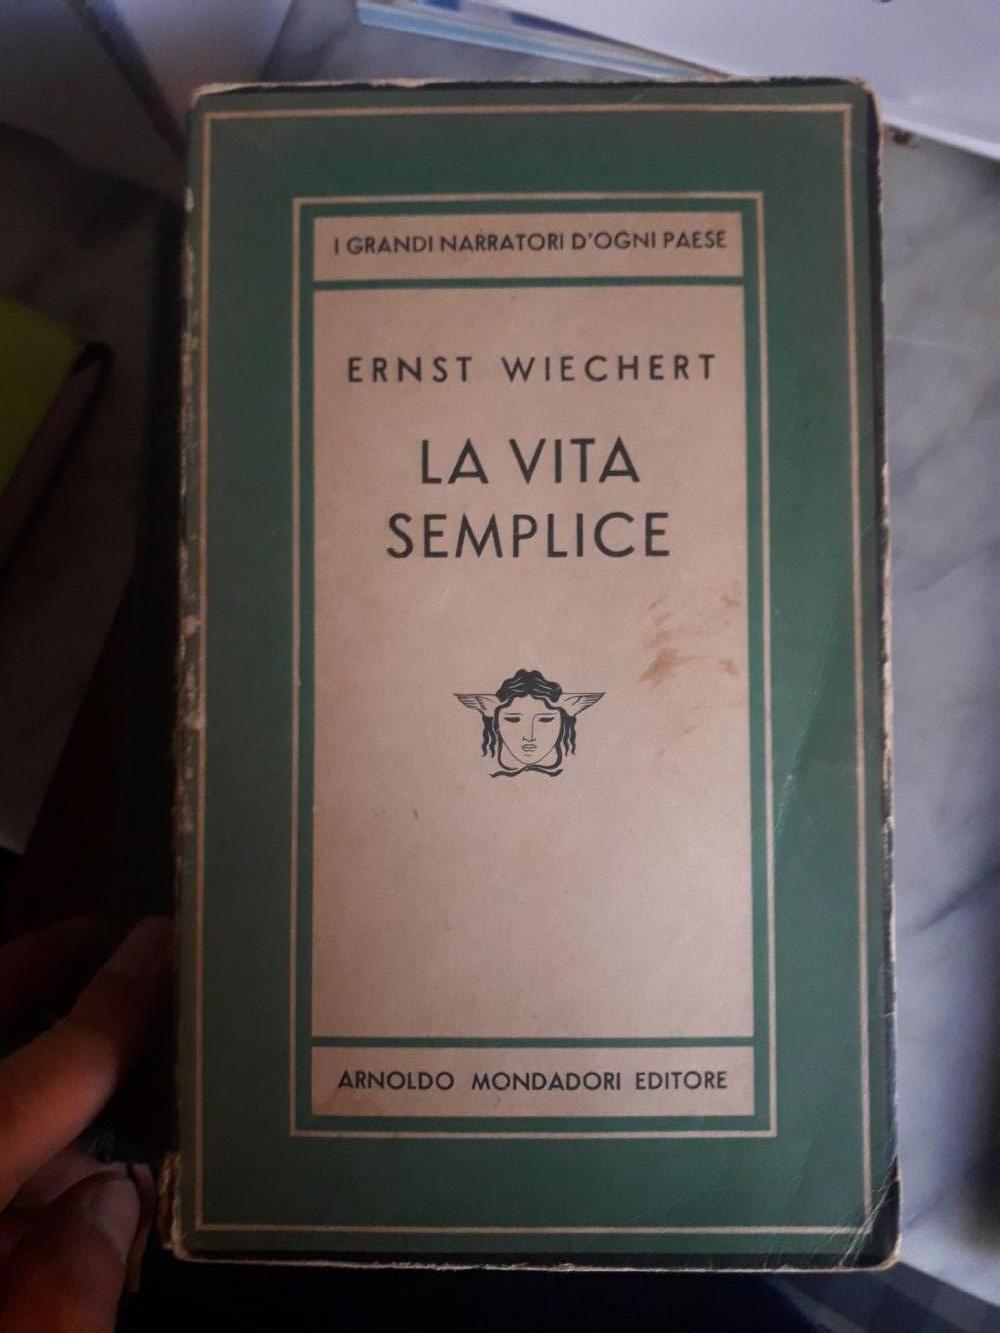 I GRANDI NARRATORI D'OGNI PAESE
ERNST WIECHERT
LA VITA
SEMPLICE
ARNOLDO MONDADORI EDITORE